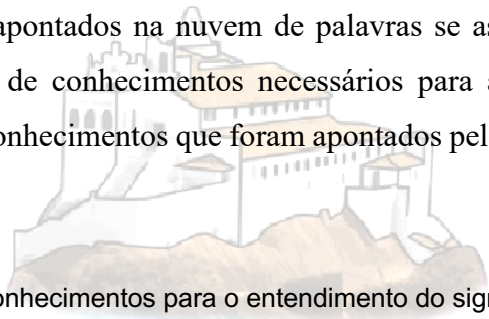 apontados na nuvem de palavras se as
de conhecimentos necessários para a
onhecimentos que foram apontados pel
onhecimentos para o entendimento do sign